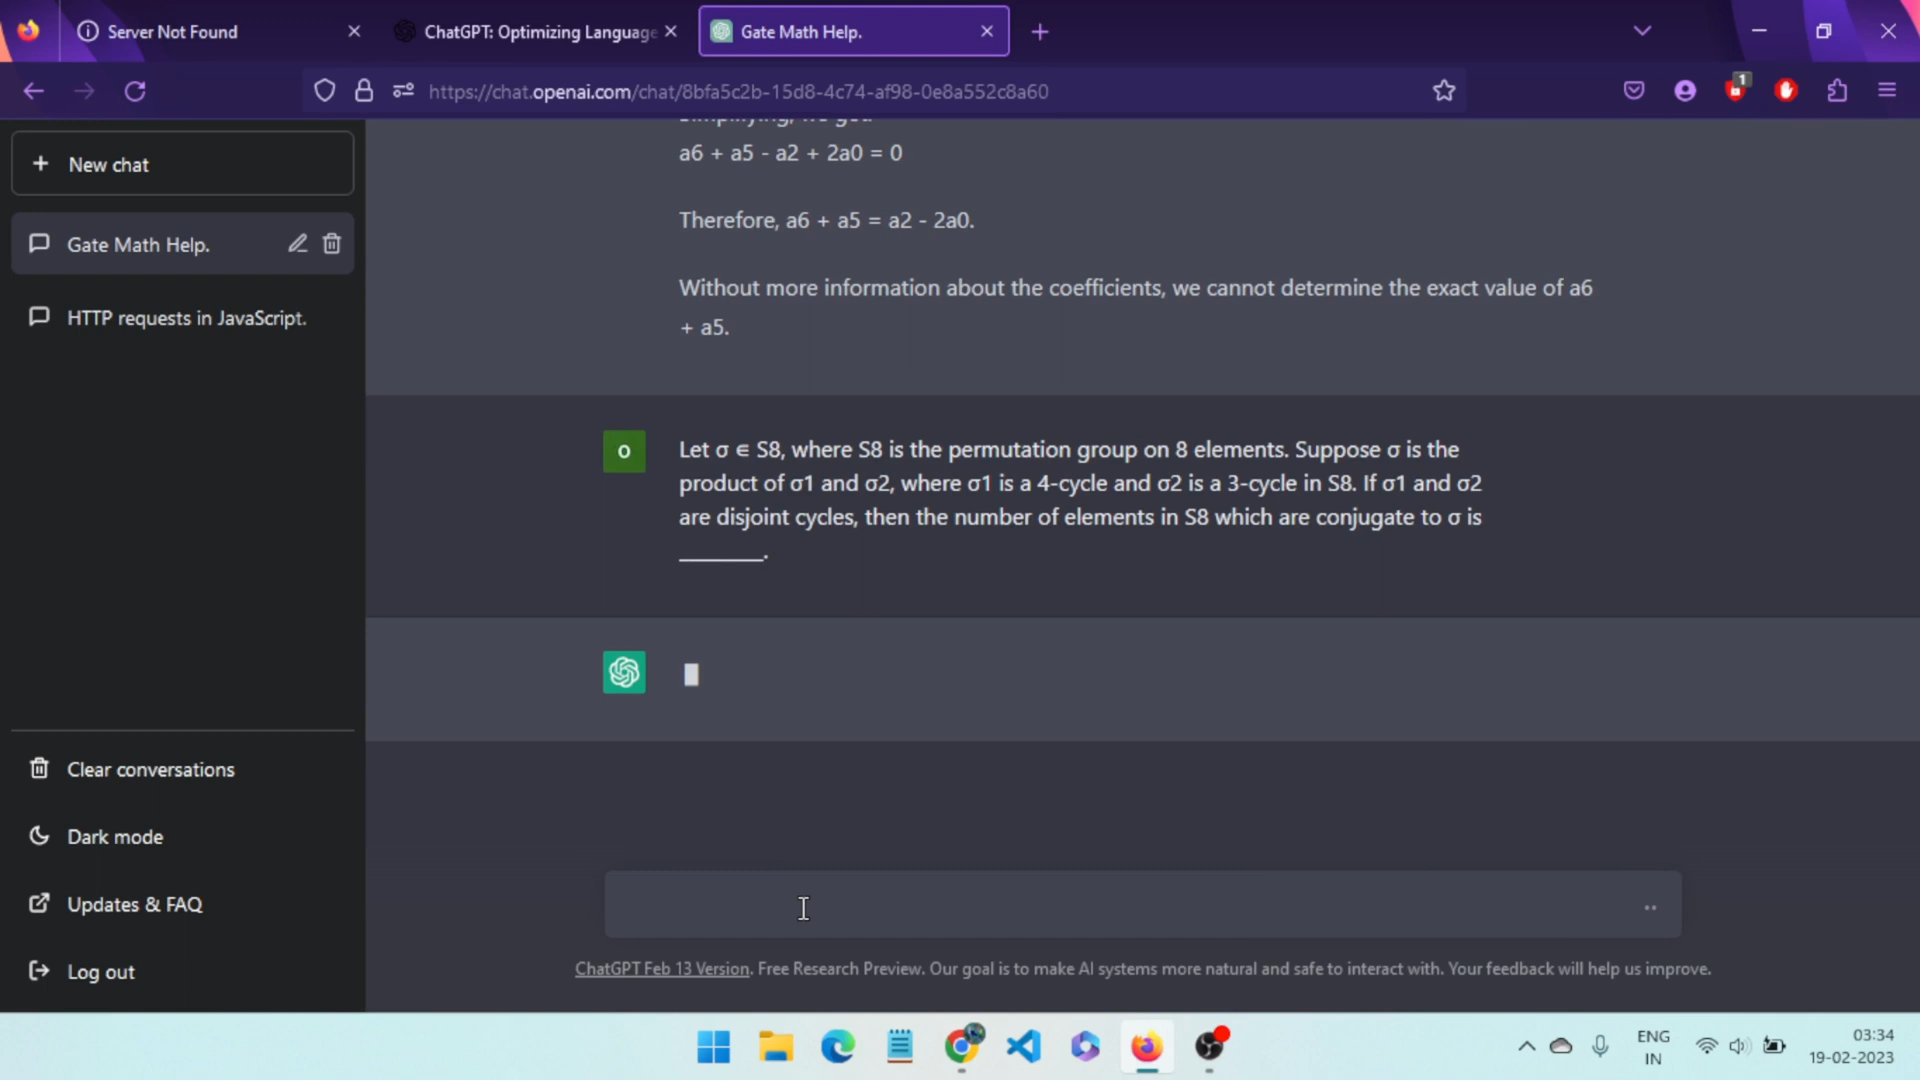 Server Not Found
ChatGPT: Optimizing Language
Gate Math Help.
https://chat.openai.com/chat/8bfa5c2b-15d8-4c74-af98-0e8a552c8a60
1
New chat
Gate Math Help.
HTTP requests in JavaScript.
Clear conversations
Dark mode
Updates & FAQ
Log out
a6 + a5 - a2 + 2a0 = 0
Therefore, a6 + a5 = a2 - 2a0.
Without more information about the coefficients, we cannot determine the exact value of a6
+ a5.
O
Let σ ∈ S8, where S8 is the permutation group on 8 elements. Suppose σ is the
product of σ1 and σ2, where σ1 is a 4-cycle and σ2 is a 3-cycle in S8. If σ1 and σ2
are disjoint cycles, then the number of elements in S8 which are conjugate to σ is
________.
ChatGPT Feb 13 Version. Free Research Preview. Our goal is to make AI systems more natural and safe to interact with. Your feedback will help us improve.
ENG
IN
03:34
19-02-2023